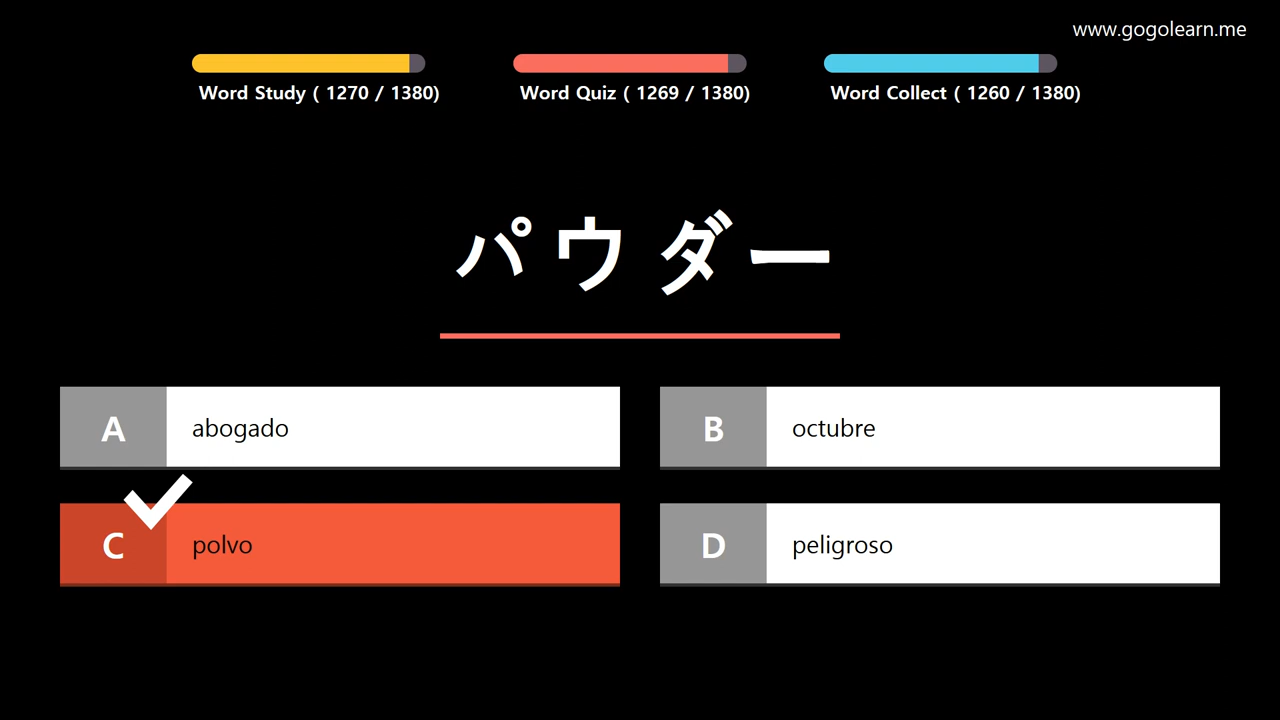 www.gogolearn.me
Word Study ( 1270 / 1380)
Word Quiz ( 1269 / 1380)
Word Collect ( 1260 / 1380)
パウダー
A abogado
B octubre
C polvo
D peligroso